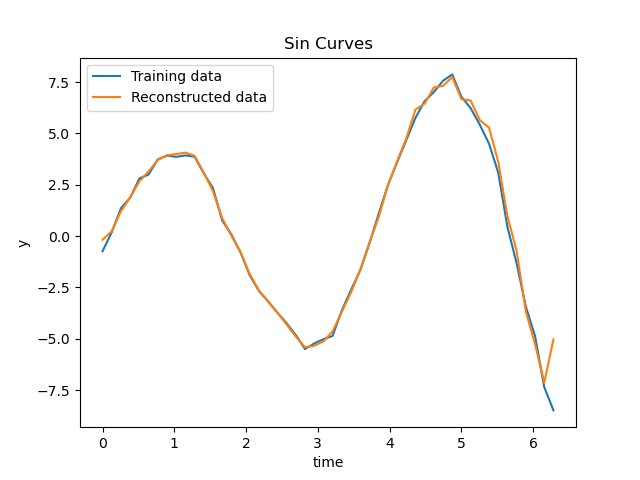 Sin Curves
Training data
Reconstructed data
7.5
5.0
2.5
0.0
−2.5
−5.0
−7.5
y
0 1 2 3 4 5 6
time